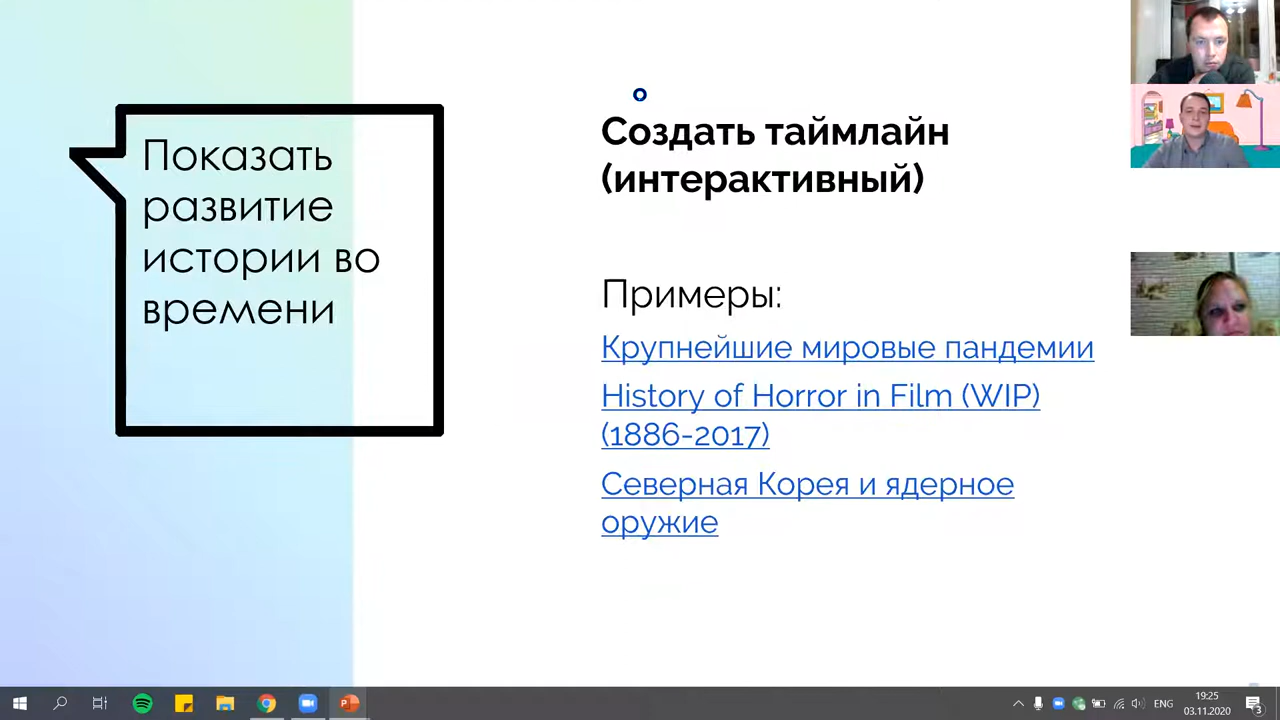 Показать
развитие
истории во
времени
Создать таймлайн
(интерактивный)
Примеры:
Крупнейшие мировые пандемии
History of Horror in Film (WIP)
(1886-2017)
Северная Корея и ядерное
оружие
ENG
19:25
03.11.2020
3